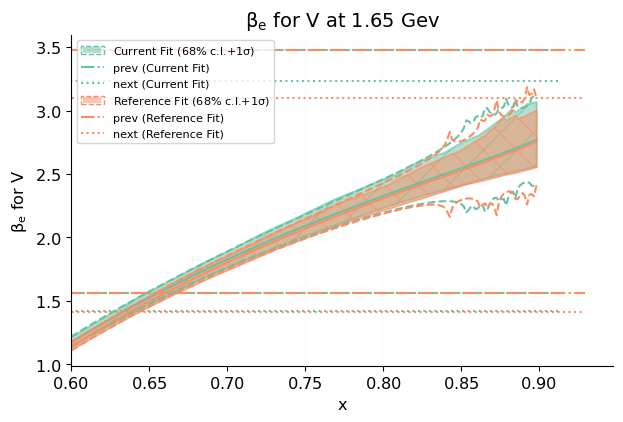 βe for V at 1.65 Gev
βe for V
3.5
3.0
2.5
2.0
1.5
1.0
Current Fit (68% c.l.+1σ)
prev (Current Fit)
next (Current Fit)
Reference Fit (68% c.l.+1σ)
prev (Reference Fit)
next (Reference Fit)
0.60 0.65 0.70 0.75 0.80 0.85 0.90
x